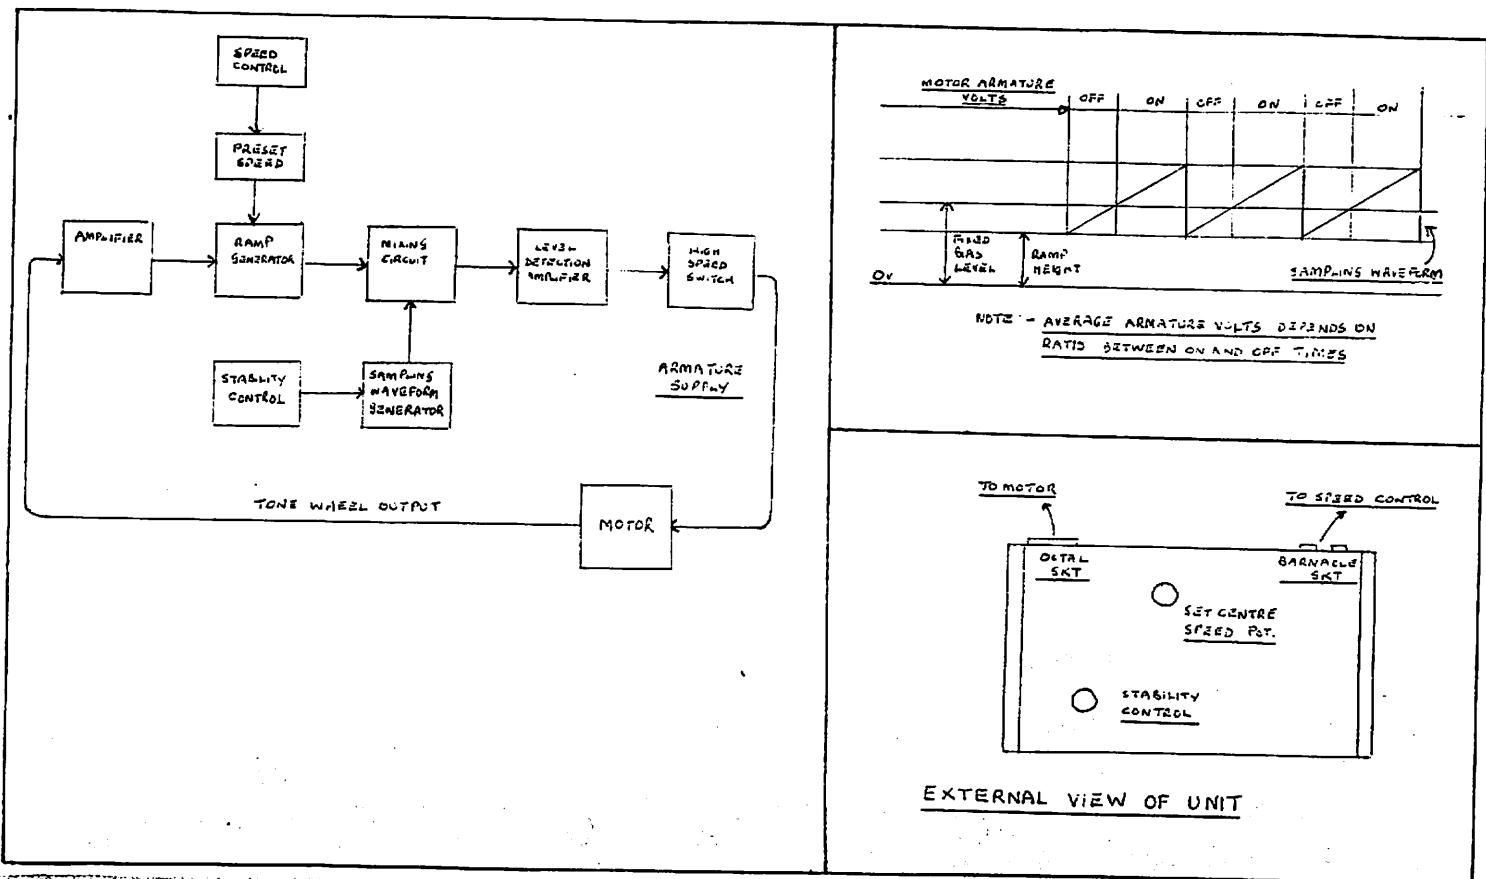 SPEED
CONTROL
PRESET
SPEED
AMPLIFIER
RAMP
GENERATOR
MIXING
CIRCUIT
LEVEL
DETECTION
AMPLIFIER
HIGH
SPEED
SWITCH
STABILITY
CONTROL
SAMPLING
WAVEFORM
GENERATOR
ARMATURE
SUPPLY
TONE WHEEL OUTPUT
MOTOR
MOTOR ARMATURE
VOLTS
OFF ON OFF ON OFF ON
FIXED
GAS
LEVEL
RAMP
HEIGHT
OV
SAMPLING WAVEFORM
NOTE :- AVERAGE ARMATURE VOLTS DEPENDS ON
RATIO BETWEEN ON AND OFF TIMES
TO MOTOR
TO SPEED CONTROL
OCTAL
SKT
BARNACLE
SKT
SET CENTRE
SPEED POT.
STABILITY
CONTROL
EXTERNAL VIEW OF UNIT